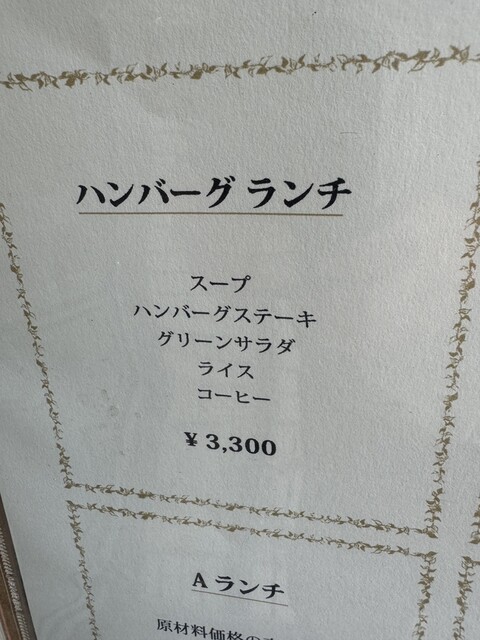 ハンバーグ ランチ
スープ
ハンバーグステーキ
グリーンサラダ
ライス
コーヒー
¥3,300
A ランチ
原材料価格の